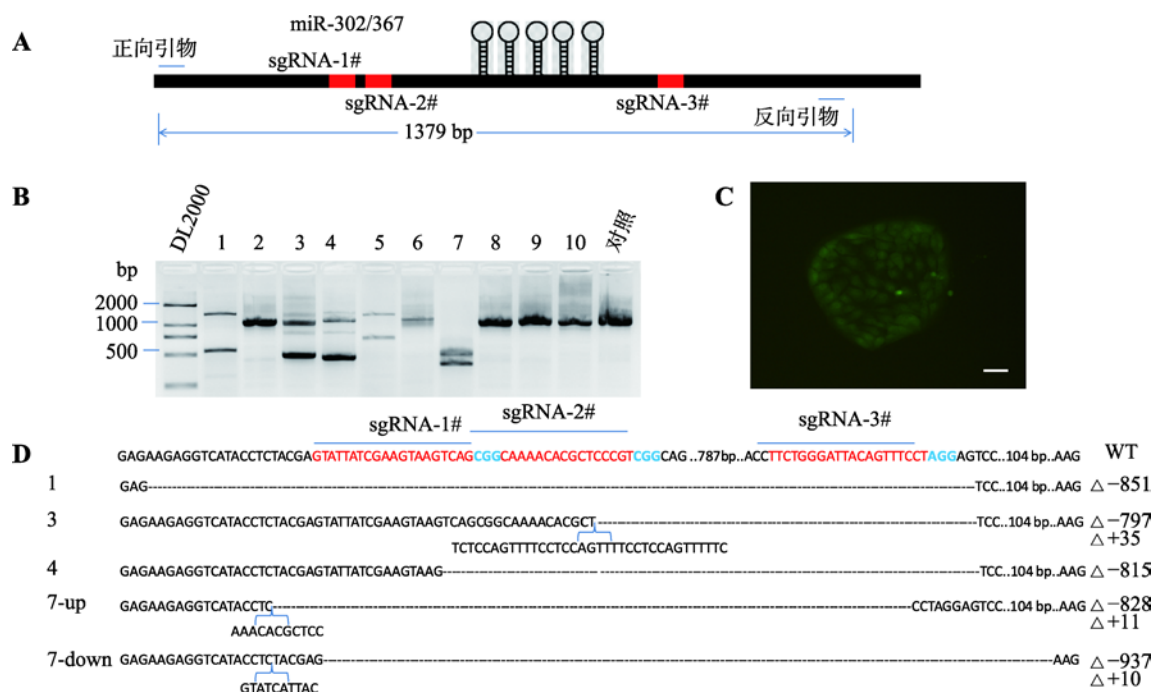 A
miR-302/367
正向引物
sgRNA-1#
sgRNA-2#
sgRNA-3#
反向引物
1379 bp
B
DL2000 1 2 3 4 5 6 7 8 9 10 对照
bp
2000
1000
500
C
sgRNA-1# sgRNA-2# sgRNA-3#
D GAGAAGAGGTCATACCTCTACGAGTATTATCGAAGTAAGTCAGCGGCAAAACACGCTCCCGTCGGCAG..787bp..ACCTTCTGGGATTACAGTTTCCTAGGAGTCC..104 bp..AAG WT
1 GAG TCC..104 bp..AAG △−851
3 GAGAAGAGGTCATACCTCTACGAGTATTATCGAAGTAAGTCAGCGGCAAAACACGCT TCC..104 bp..AAG △−797
TCTCCAGTTTTCCTCCAGTTTTCCTCCAGTTTTTC △+35
4 GAGAAGAGGTCATACCTCTACGAGTATTATCGAAGTAAG TCC..104 bp..AAG △−815
7-up GAGAAGAGGTCATACCTC CCTAGGAGTCC..104 bp..AAG △−828
AAACACGCTCC △+11
7-down GAGAAGAGGTCATACCTCTACGAG AAG △−937
GTATCATTAC △+10